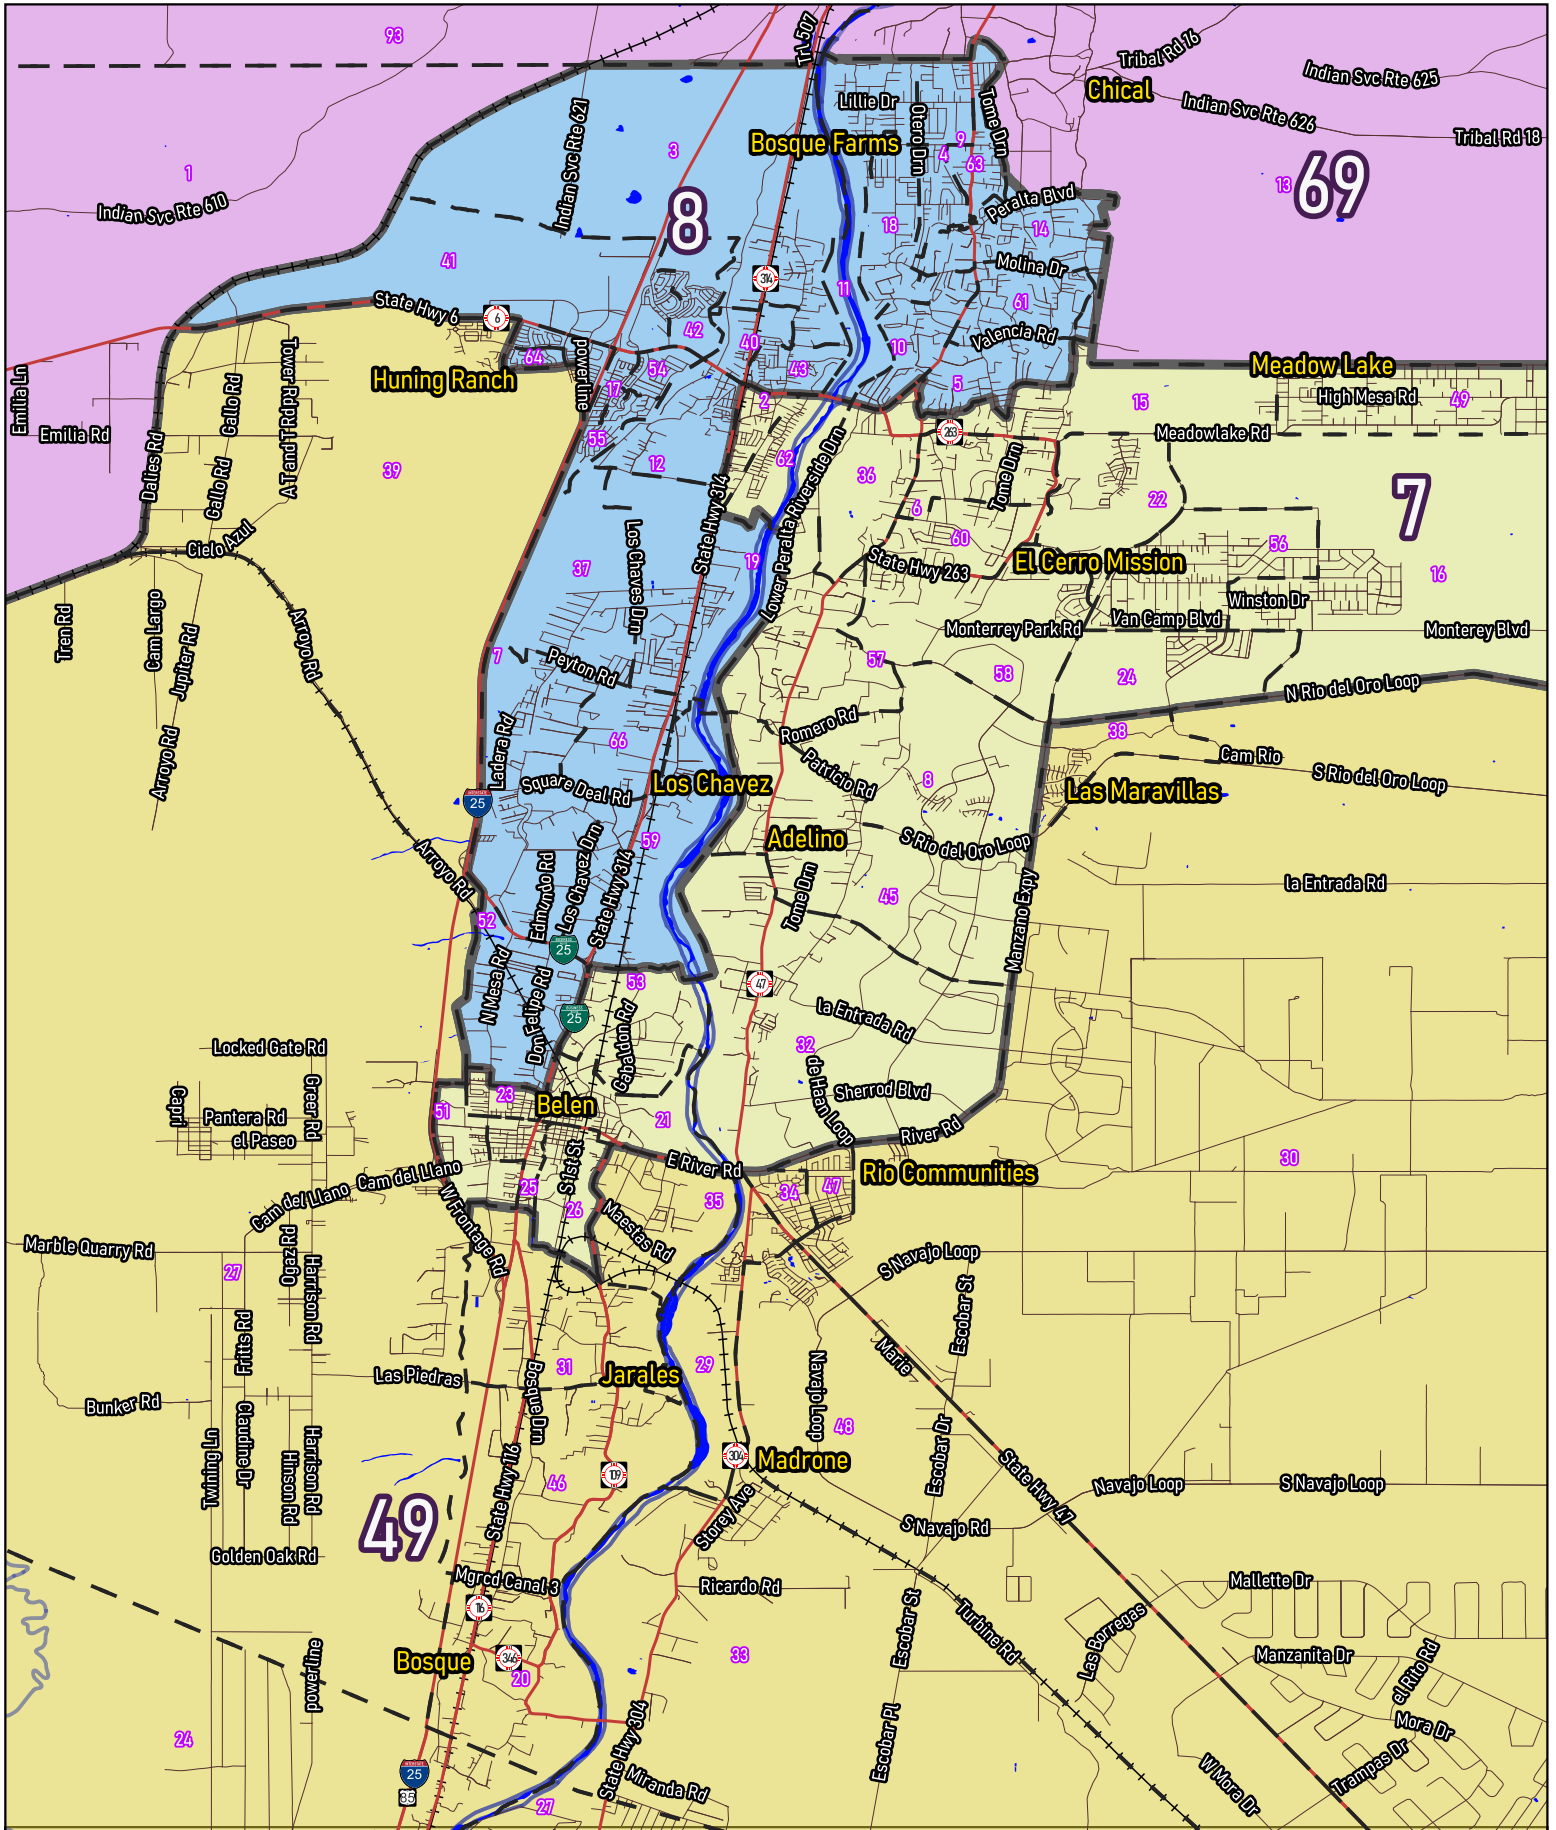 93
Trl 507
Tribal Rd 16
Indian Svc Rte 625
Chical
Indian Svc Rte 621
Lillie Dr
Otero Drn
Tome Drn
Indian Svc Rte 626
Tribal Rd 18
3
Bosque Farms
9
4
63
1
69
13
Indian Svc Rte 610
8
Peralta Blvd
18
14
41
Molina Dr
314
11
61
State Hwy 6
6
42
40
10
Valencia Rd
64
powerline
54
43
Huning Ranch
Meadow Lake
Emilia Ln
Tower Rd
Gallo Rd
17
2
5
15
High Mesa Rd
49
Emilia Rd
55
263
Meadowlake Rd
Dalies Rd
A T and T Rd
39
12
62
36
Tome Drn
Gallo Rd
State Hwy 314
Lower Peralta Riverside Drn
6
22
7
Cielo Azul
Los Chaves Drn
60
56
37
19
State Hwy 263
El Cerro Mission
16
Tren Rd
Cam Largo
Arroyo Rd
Winston Dr
Jupiter Rd
Monterrey Park Rd
Van Camp Blvd
Monterey Blvd
7
Peyton Rd
57
58
24
N Rio del Oro Loop
Arroyo Rd
Ladera Rd
66
Romero Rd
38
Cam Rio
Square Deal Rd
Los Chavez
Patricio Rd
8
Las Maravillas
S Rio del Oro Loop
25
59
Adelino
S Rio del Oro Loop
Arroyo Rd
Edmundo Rd
Los Chavez Drn
State Hwy 314
Tome Drn
45
la Entrada Rd
52
25
Manzano Expy
N Mesa Rd
Don Felipe Rd
53
47
25
Cabaldon Rd
la Entrada Rd
Locked Gate Rd
32
Capri
Greer Rd
23
51
Belen
21
de Haan Loop
Sherrod Blvd
Pantera Rd
el Paseo
River Rd
Cam del Llano
Cam del Llano
S 1st St
E River Rd
Rio Communities
30
25
26
35
34
47
W Frontage Rd
Maestas Rd
Marble Quarry Rd
Ogaz Rd
Harrison Rd
S Navajo Loop
27
Fritts Rd
Escobar St
Marie
Las Piedras
31
Jarales
29
Navajo Loop
Bunker Rd
Bosque Drn
Twining Ln
Claudine Dr
Hinson Rd
Harrison Rd
48
Escobar Dr
State Hwy 116
304
Madrone
109
46
State Hwy 47
Navajo Loop
S Navajo Loop
49
Storey Ave
S Navajo Rd
Golden Oak Rd
Mgrcd Canal 3
Ricardo Rd
Mallette Dr
116
Escobar St
Turbine Rd
Las Borregas
powerline
Bosque
346
20
33
Manzanita Dr
el Rito Rd
24
State Hwy 304
Escobar Pl
Mora Dr
25
85
Miranda Rd
W Mora Dr
Trampas Dr
27